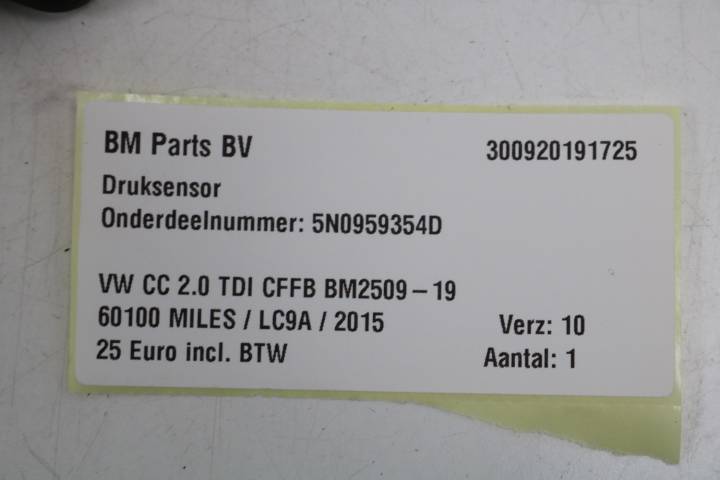 BM Parts BV 300920191725
Druksensor
Onderdeelnummer: 5N0959354D
VW CC 2.0 TDI CFFB BM2509-19
60100 MILES / LC9A / 2015 Verz: 10
25 Euro incl. BTW Aantal: 1